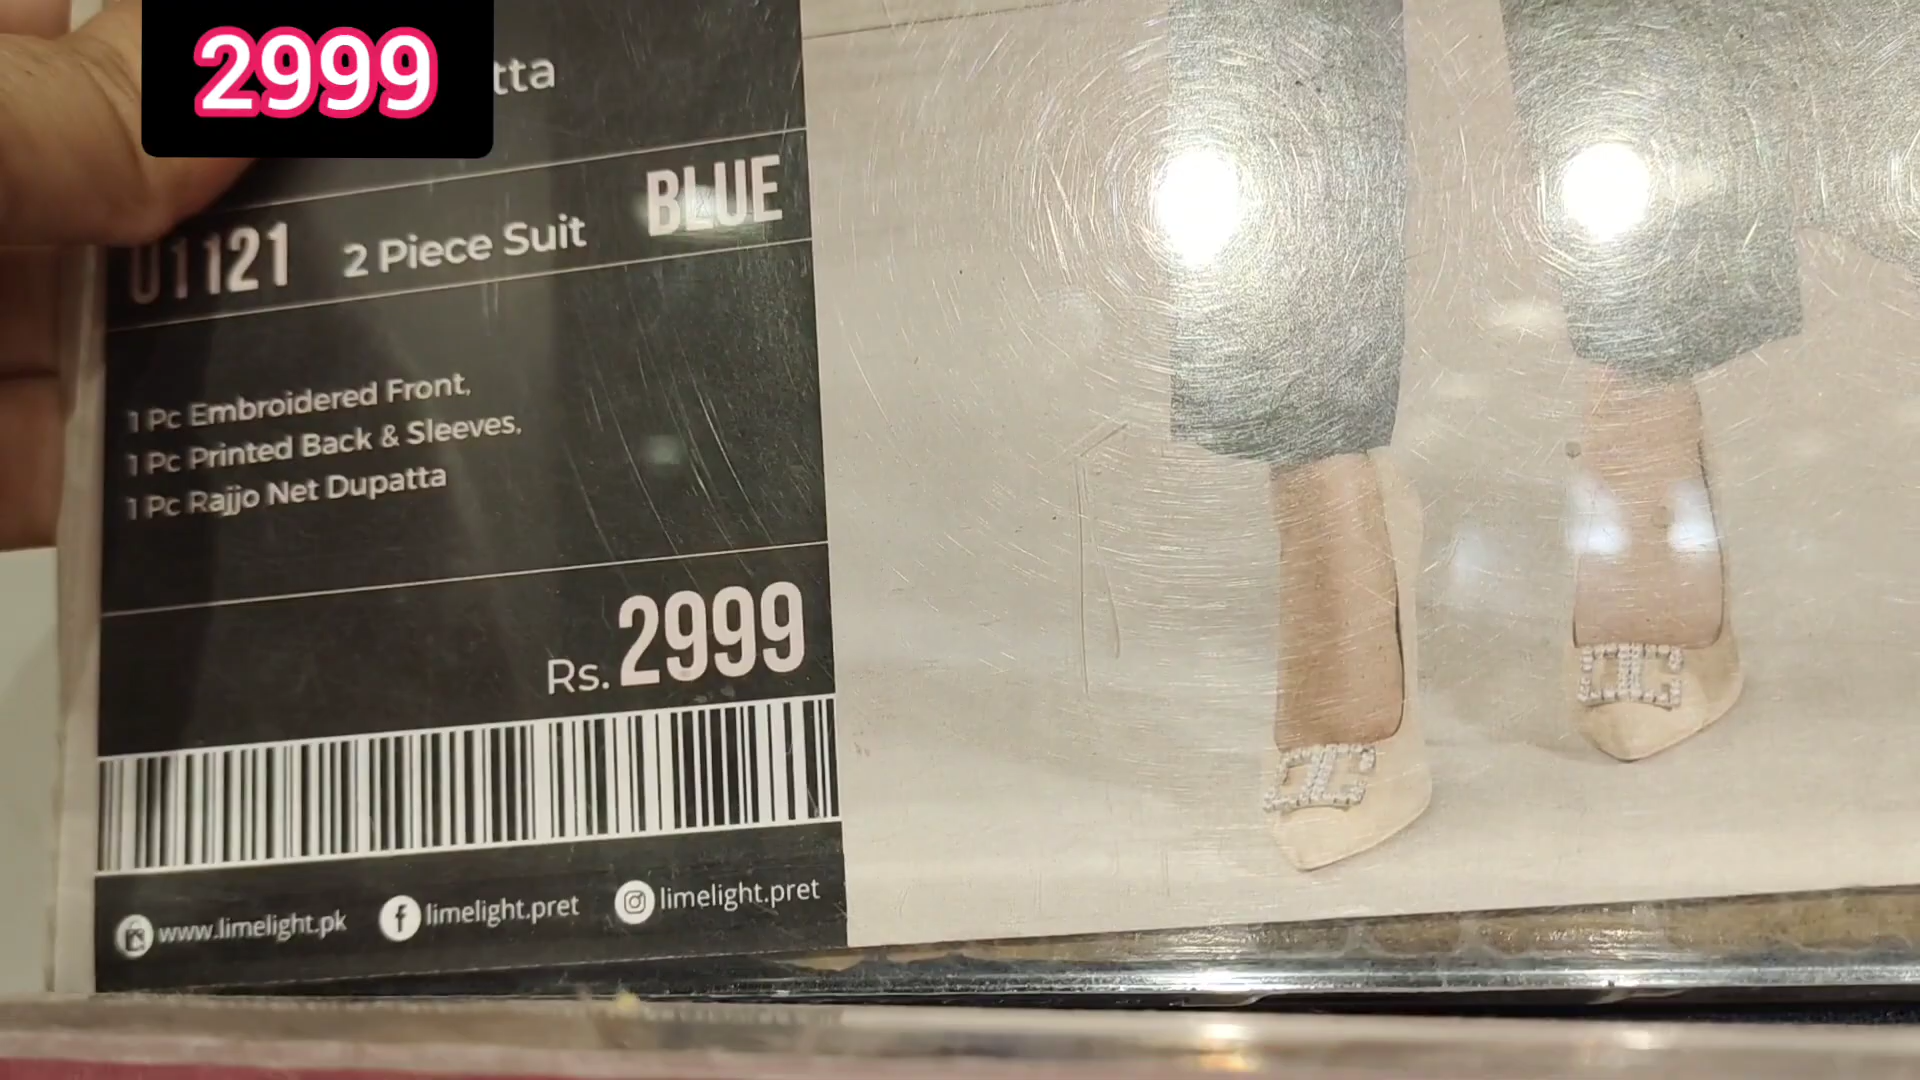 2999
tta
U1121 2 Piece Suit BLUE
1 Pc Embroidered Front,
1 Pc Printed Back & Sleeves,
1 Pc Rajjo Net Dupatta
Rs. 2999
www.limelight.pk limelight.pret limelight.pret